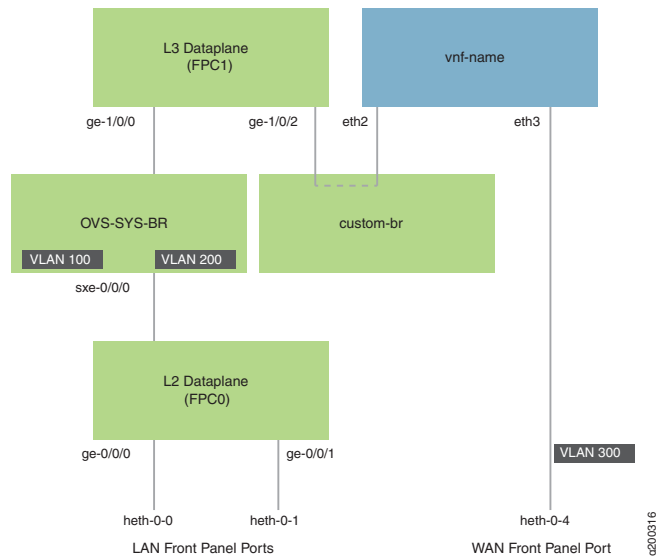 L3 Dataplane
(FPC1)
vnf-name
ge-1/0/0
ge-1/0/2
eth2
eth3
OVS-SYS-BR
custom-br
VLAN 100
VLAN 200
sxe-0/0/0
L2 Dataplane
(FPC0)
ge-0/0/0
ge-0/0/1
VLAN 300
heth-0-0
heth-0-1
heth-0-4
LAN Front Panel Ports
WAN Front Panel Port
g200316